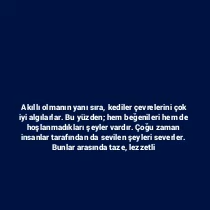 Akıllı olmanın yanı sıra, kediler çevrelerini çok
iyi algılarlar. Bu yüzden; hem beğenileri hem de
hoşlanmadıkları şeyler vardır. Çoğu zaman
insanlar tarafından da sevilen şeyleri severler.
Bunlar arasında taze, lezzetli